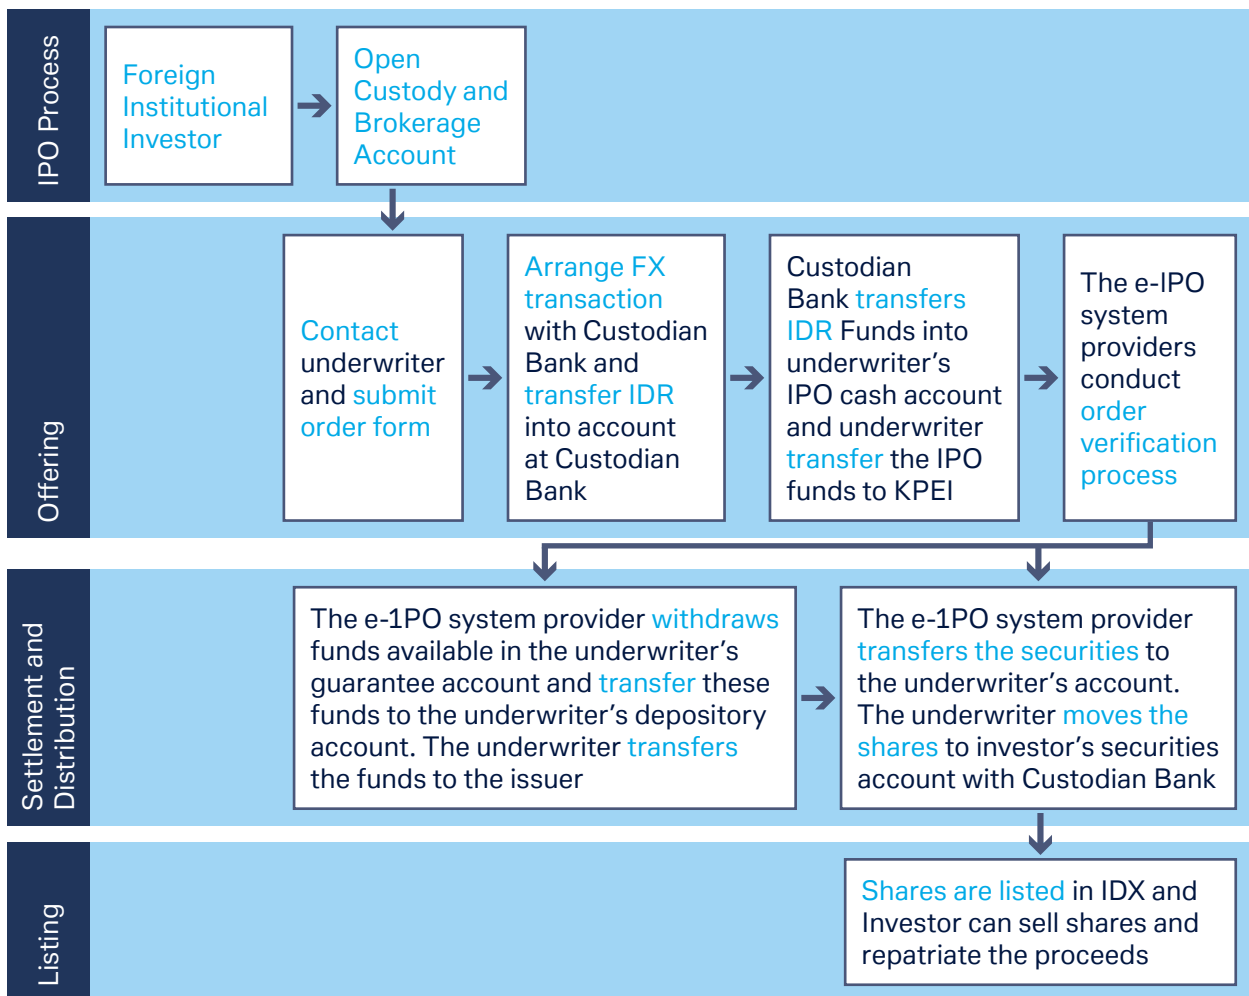 IPO Process
Foreign
Institutional
Investor
Open
Custody and
Brokerage
Account
Offering
Contact
underwriter
and submit
order form
Arrange FX
transaction
with Custodian
Bank and
transfer IDR
into account
at Custodian
Bank
Custodian
Bank transfers
IDR Funds into
underwriter's
IPO cash account
and underwriter
transfer the IPO
funds to KPEI
The e-IPO
system
providers
conduct
order
verification
process
Settlement and
Distribution
The e-1PO system provider withdraws
funds available in the underwriter's
guarantee account and transfer these
funds to the underwriter's depository
account. The underwriter transfers
the funds to the issuer
The e-1PO system provider
transfers the securities to
the underwriter's account.
The underwriter moves the
shares to investor's securities
account with Custodian Bank
Listing
Shares are listed in IDX and
Investor can sell shares and
repatriate the proceeds